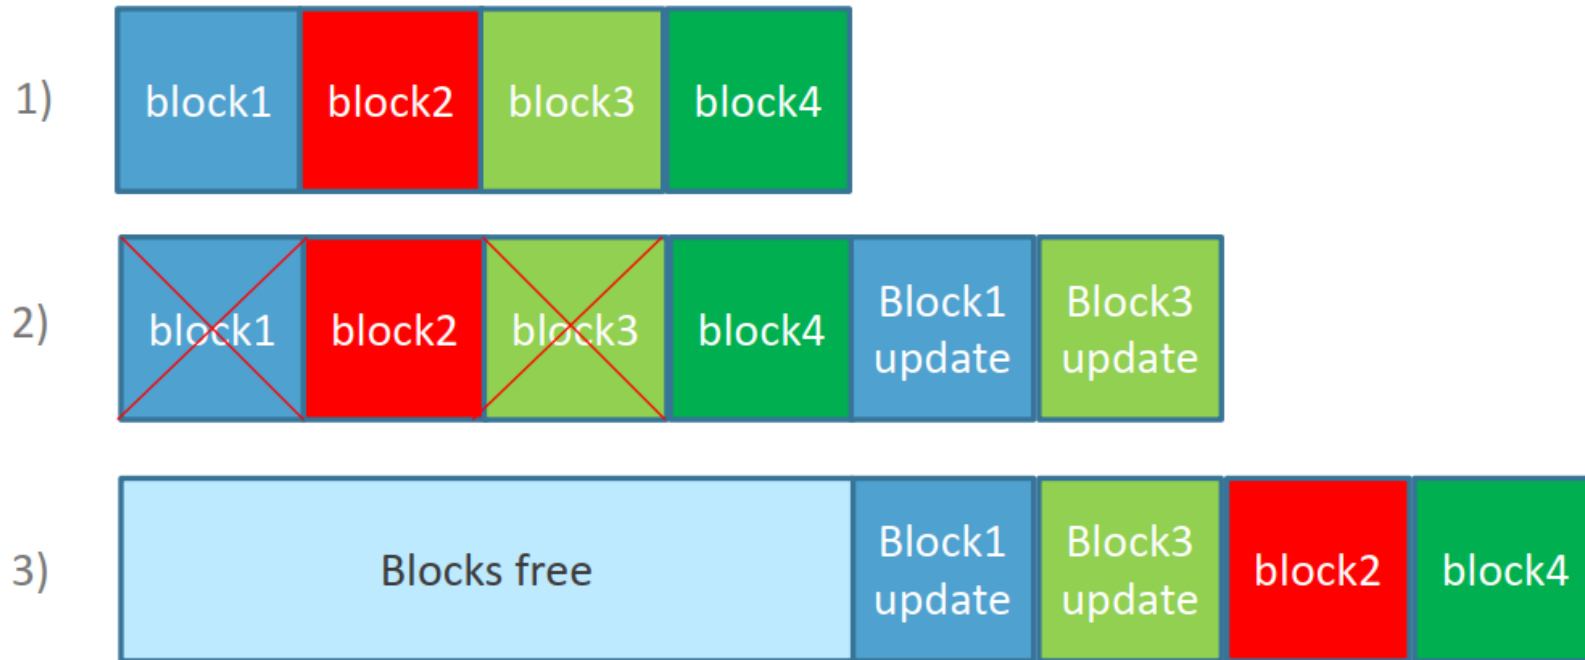 1)
block1
block2
block3
block4
2)
block1
block2
block3
block4
Block1
update
Block3
update
3)
Blocks free
Block1
update
Block3
update
block2
block4